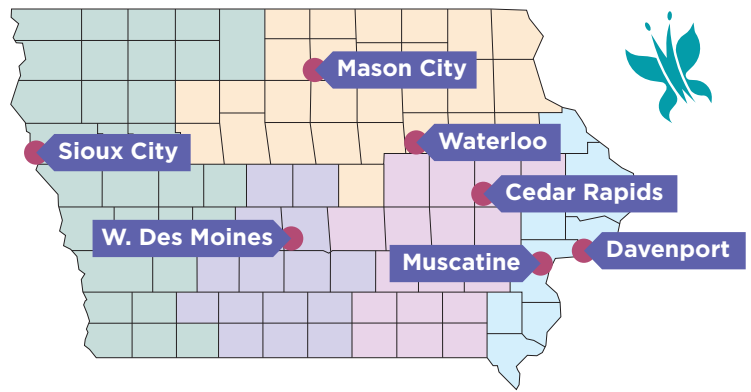 Mason City
Waterloo
Sioux City
Cedar Rapids
W. Des Moines
Davenport
Muscatine